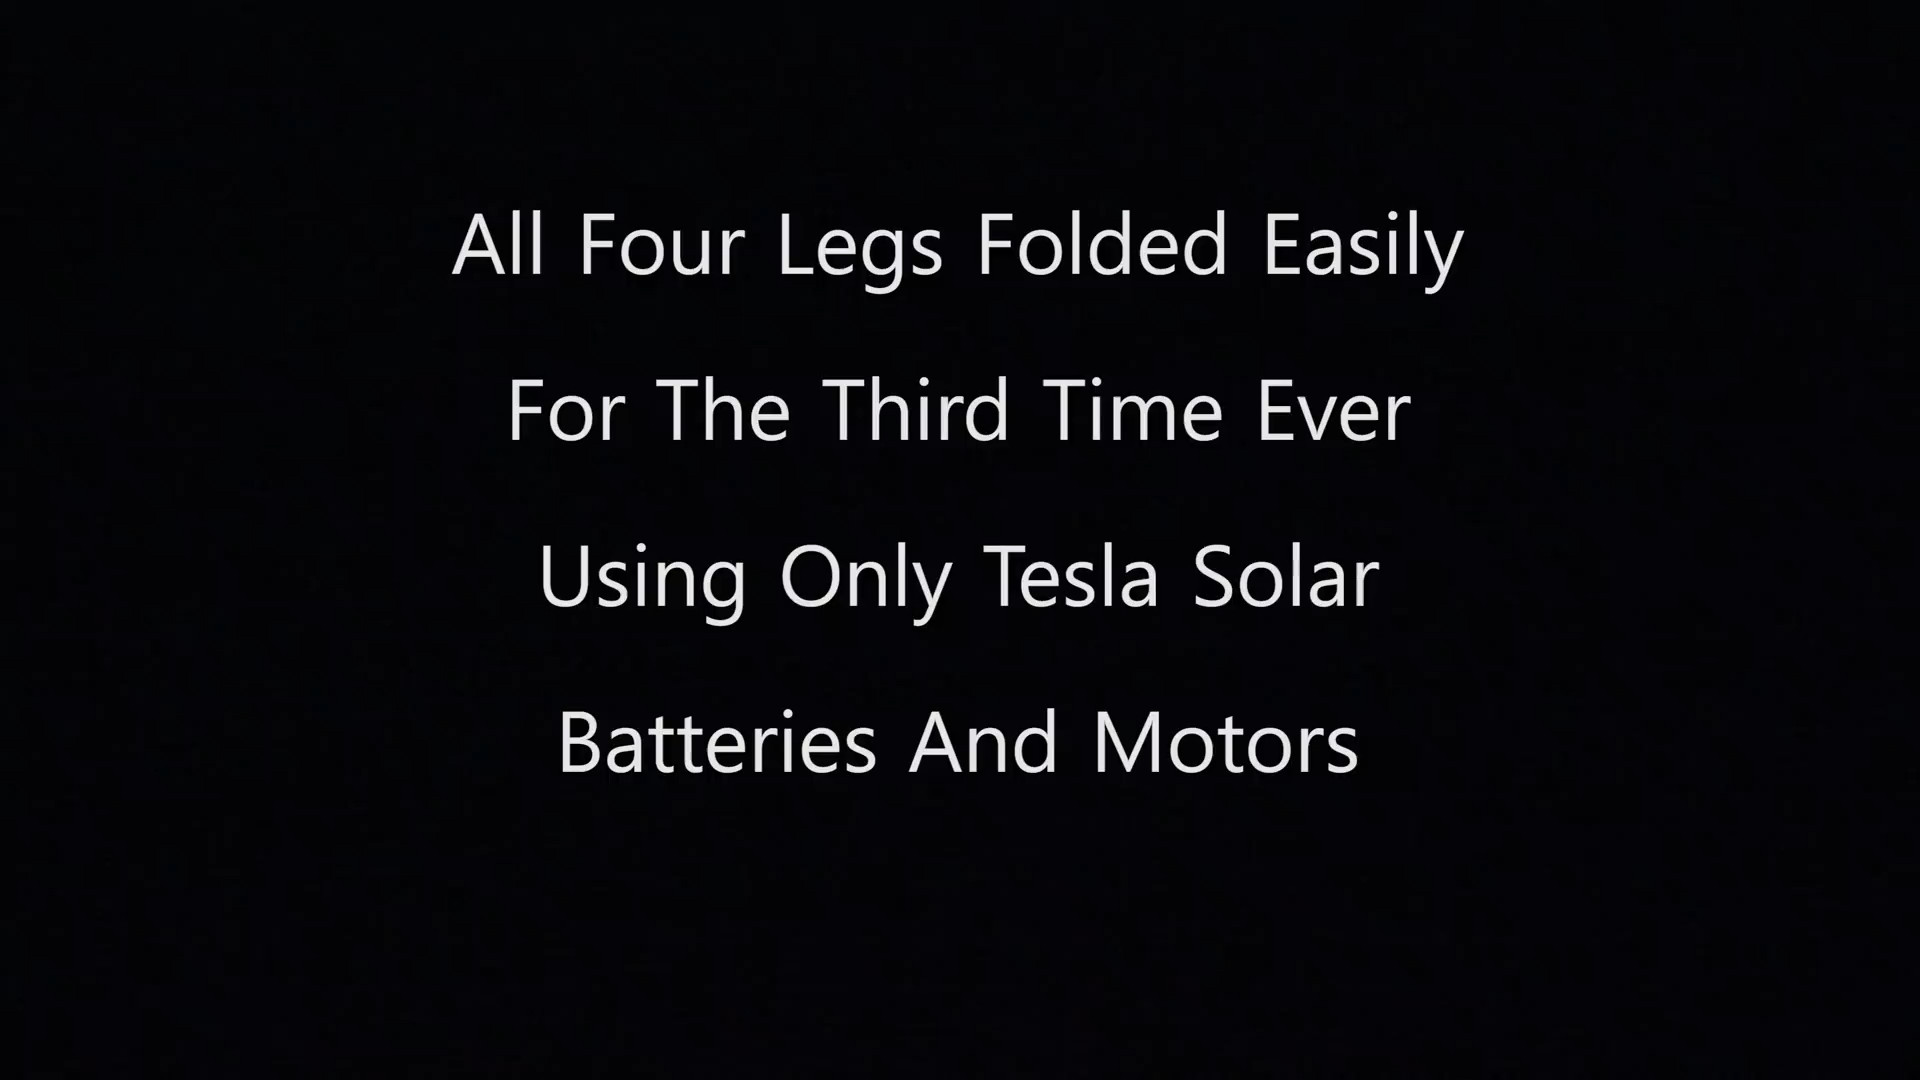 All Four Legs Folded Easily
For The Third Time Ever
Using Only Tesla Solar
Batteries And Motors